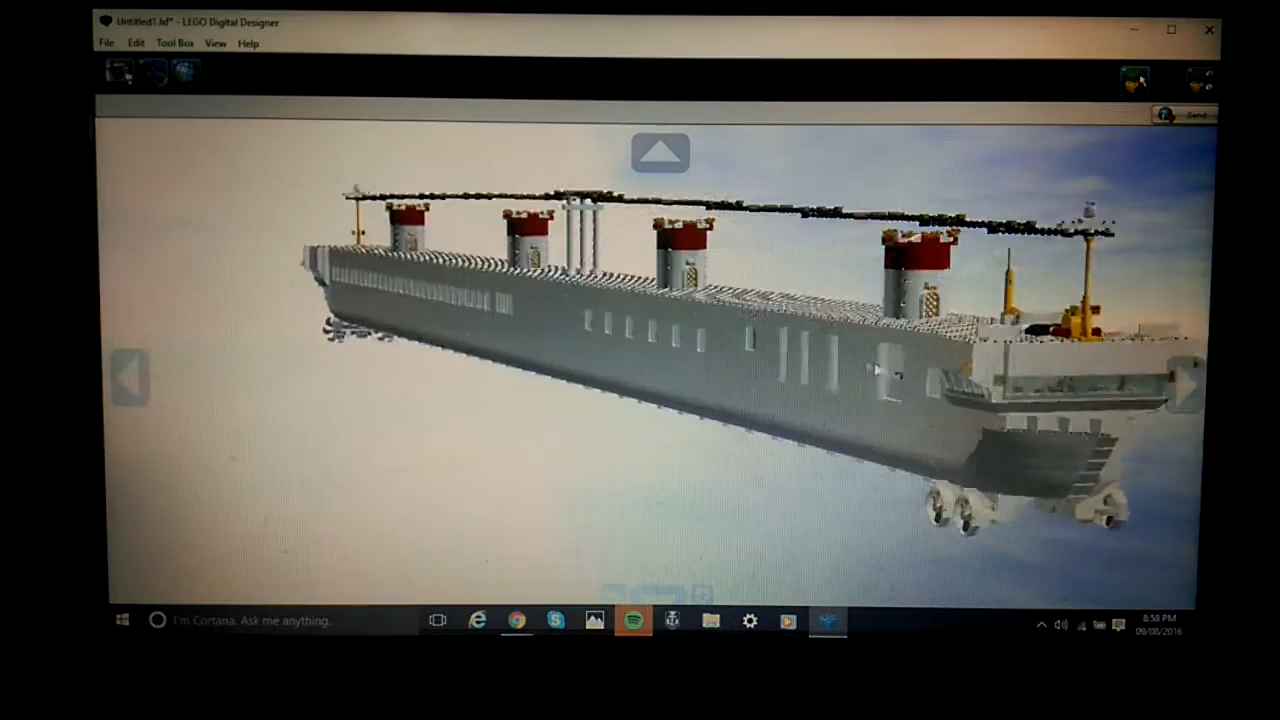 Untitled1.lxf* - LEGO Digital Designer
File Edit Tool Box View Help
Send
I'm Cortana. Ask me anything.
8:58 PM
09/08/2016